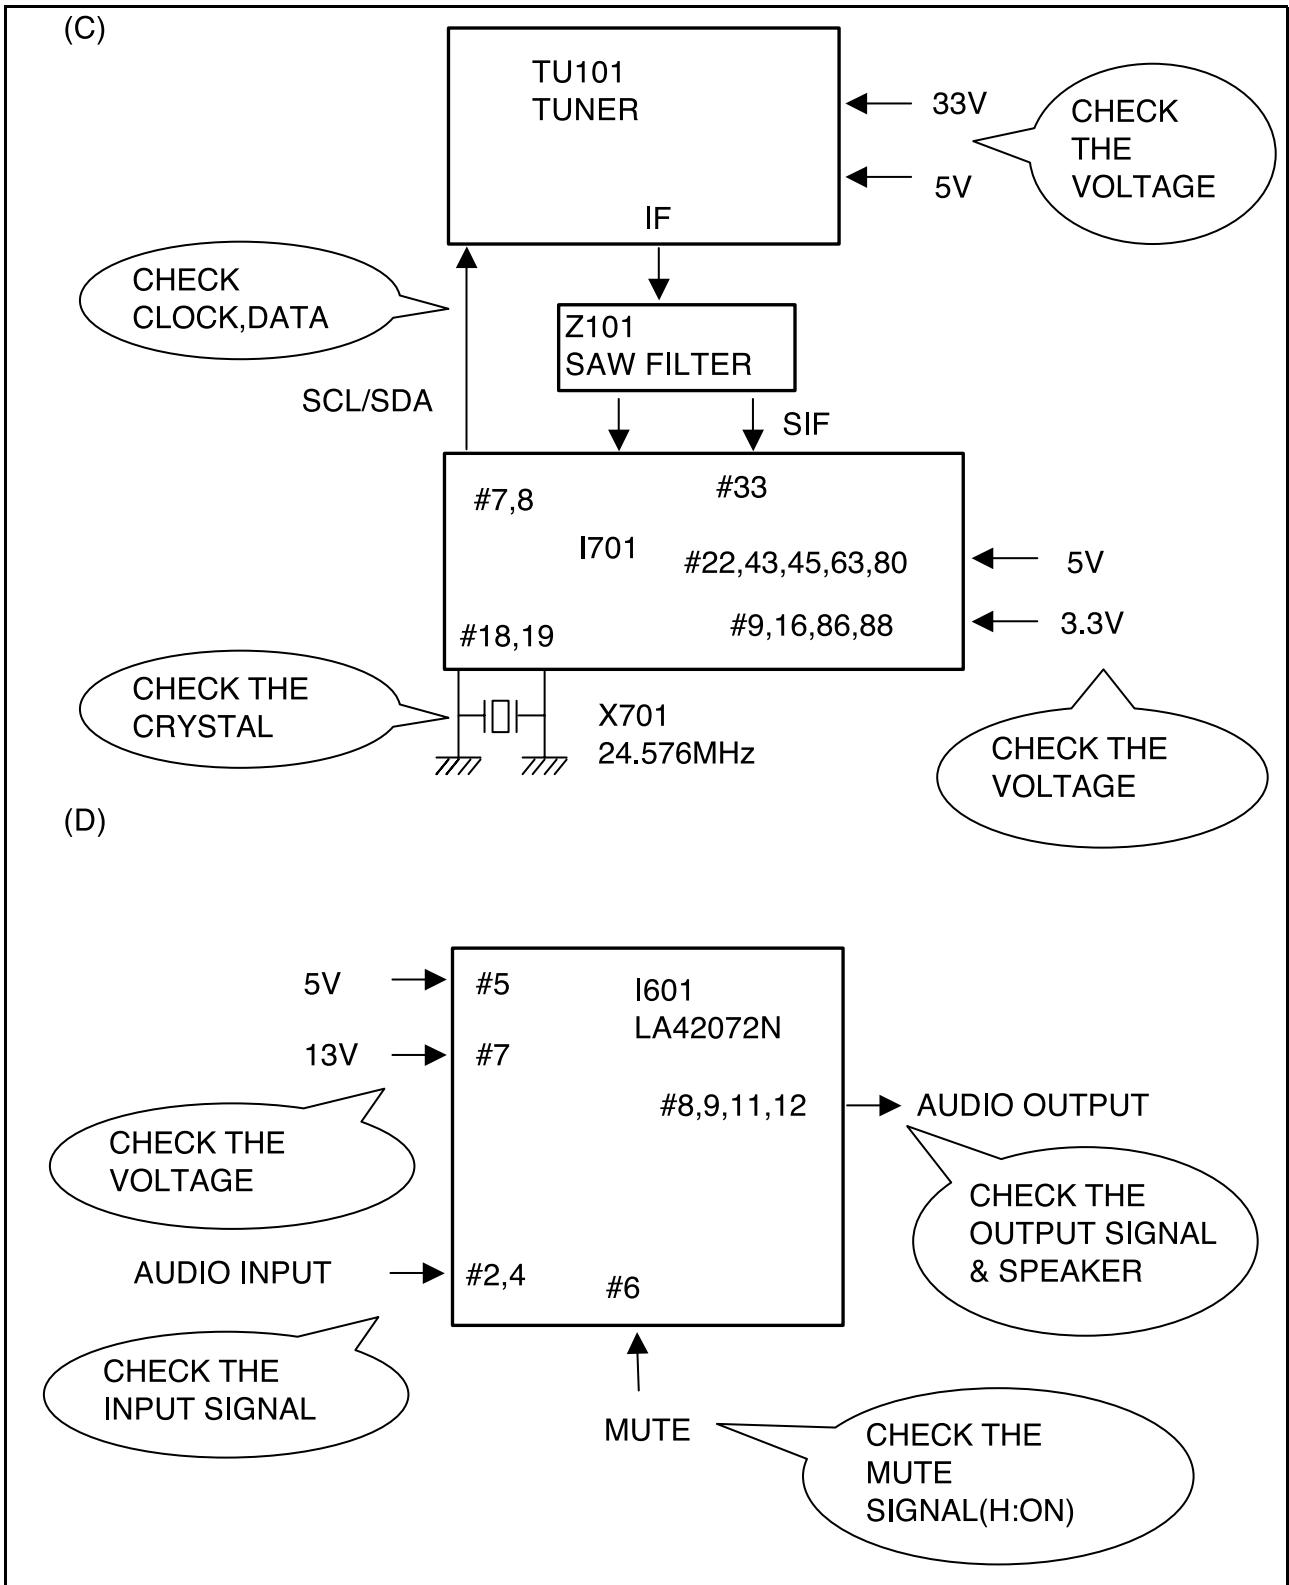 (C)
TU101
TUNER
33V
5V
CHECK
THE
VOLTAGE
IF
CHECK
CLOCK,DATA
Z101
SAW FILTER
SCL/SDA
SIF
#7,8
#33
I701
#22,43,45,63,80
5V
#9,16,86,88
3.3V
#18,19
CHECK THE
CRYSTAL
X701
24.576MHz
CHECK THE
VOLTAGE
(D)
5V
#5
I601
LA42072N
13V
#7
#8,9,11,12
AUDIO OUTPUT
CHECK THE
VOLTAGE
CHECK THE
OUTPUT SIGNAL
& SPEAKER
AUDIO INPUT
#2,4
#6
CHECK THE
INPUT SIGNAL
MUTE
CHECK THE
MUTE
SIGNAL(H:ON)